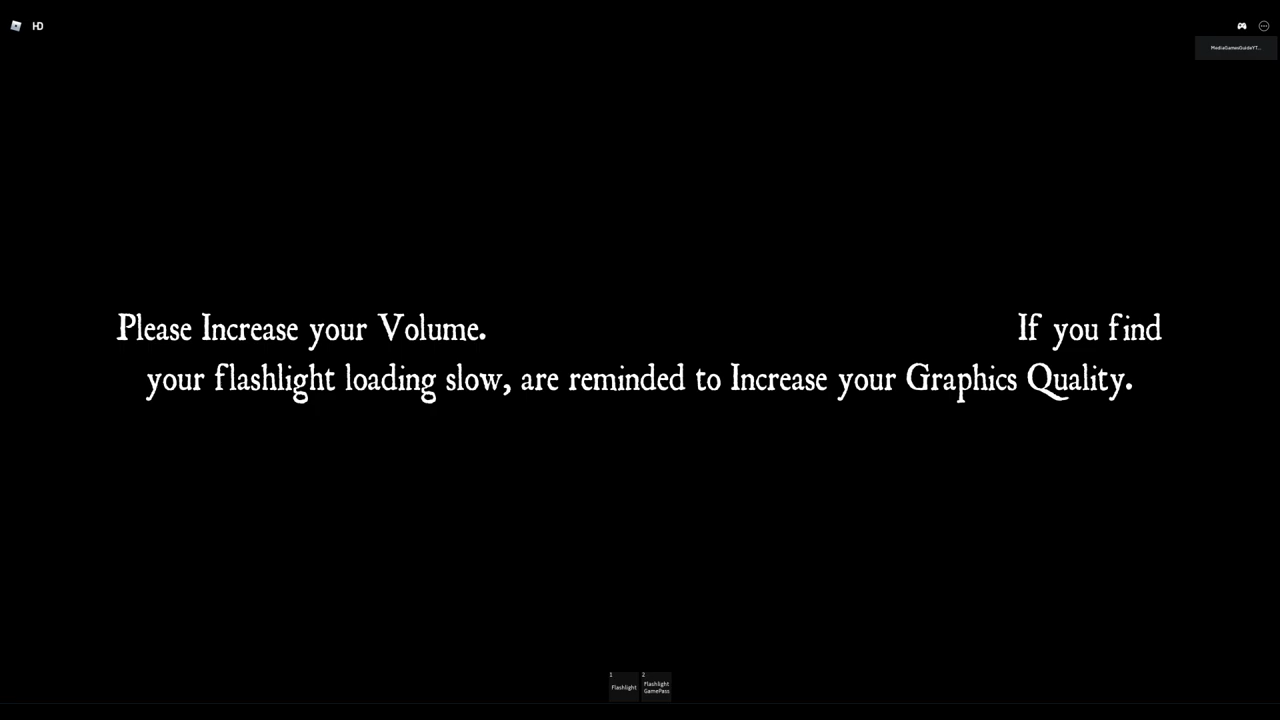 HD
MediaGamesGuideYT...
Please Increase your Volume. If you find
your flashlight loading slow, are reminded to Increase your Graphics Quality.
1
Flashlight
2
Flashlight
GamePass